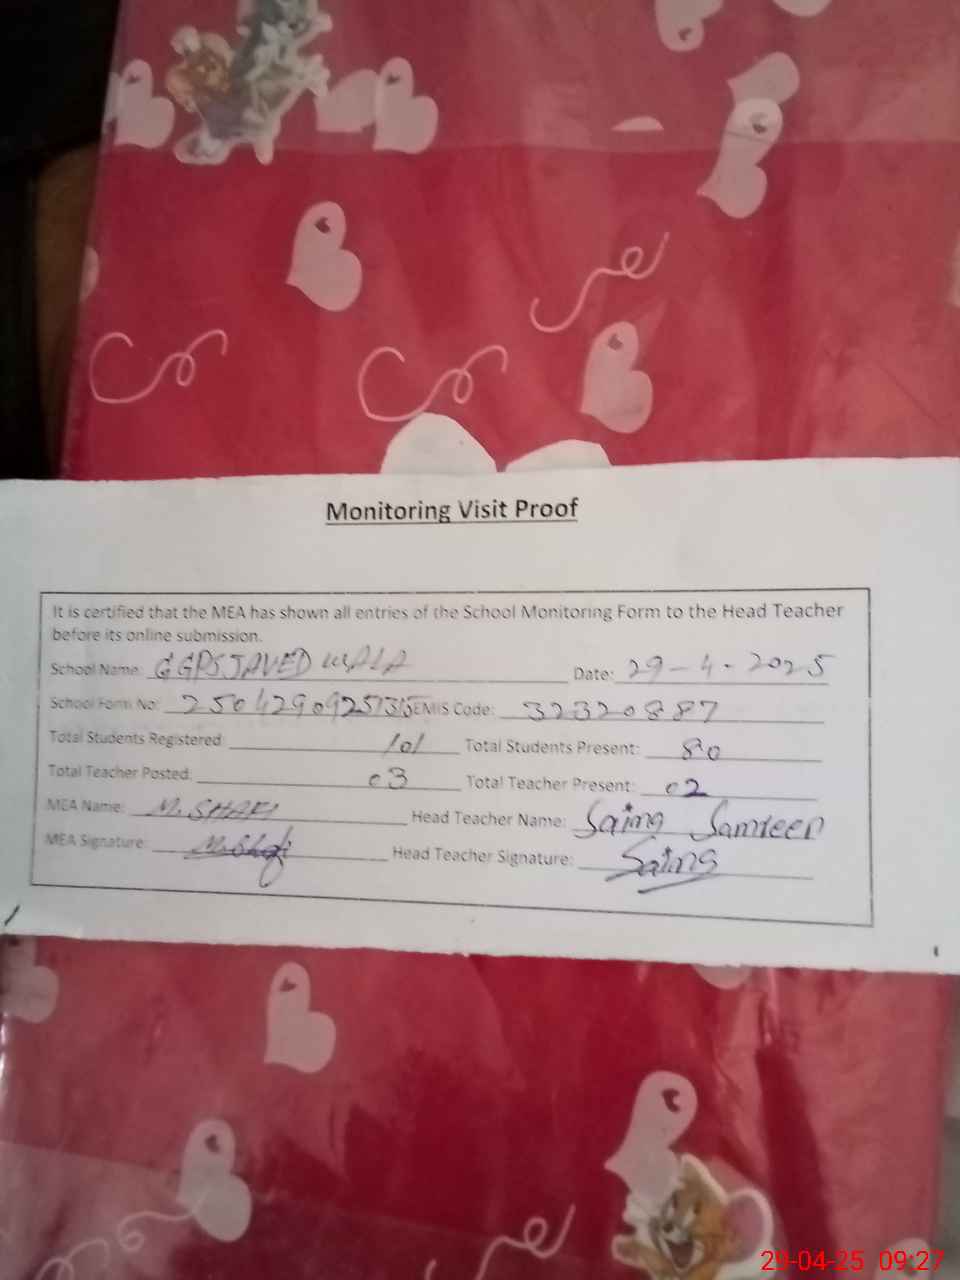 Monitoring Visit Proof
It is certified that the MEA has shown all entries of the School Monitoring Form to the Head Teacher
before its online submission.
School Name: GGPS JAVED WALA Date: 29-4-2025
School Form No: EMIS Code: 32320887
Total Students Registered: 101 Total Students Present: 80
Total Teacher Posted: 03 Total Teacher Present: 02
MEA Name: M. SHAFI Head Teacher Name: Saima
MEA Signature: M. Shafi Head Teacher Signature: Saima
29-04-25 09:27